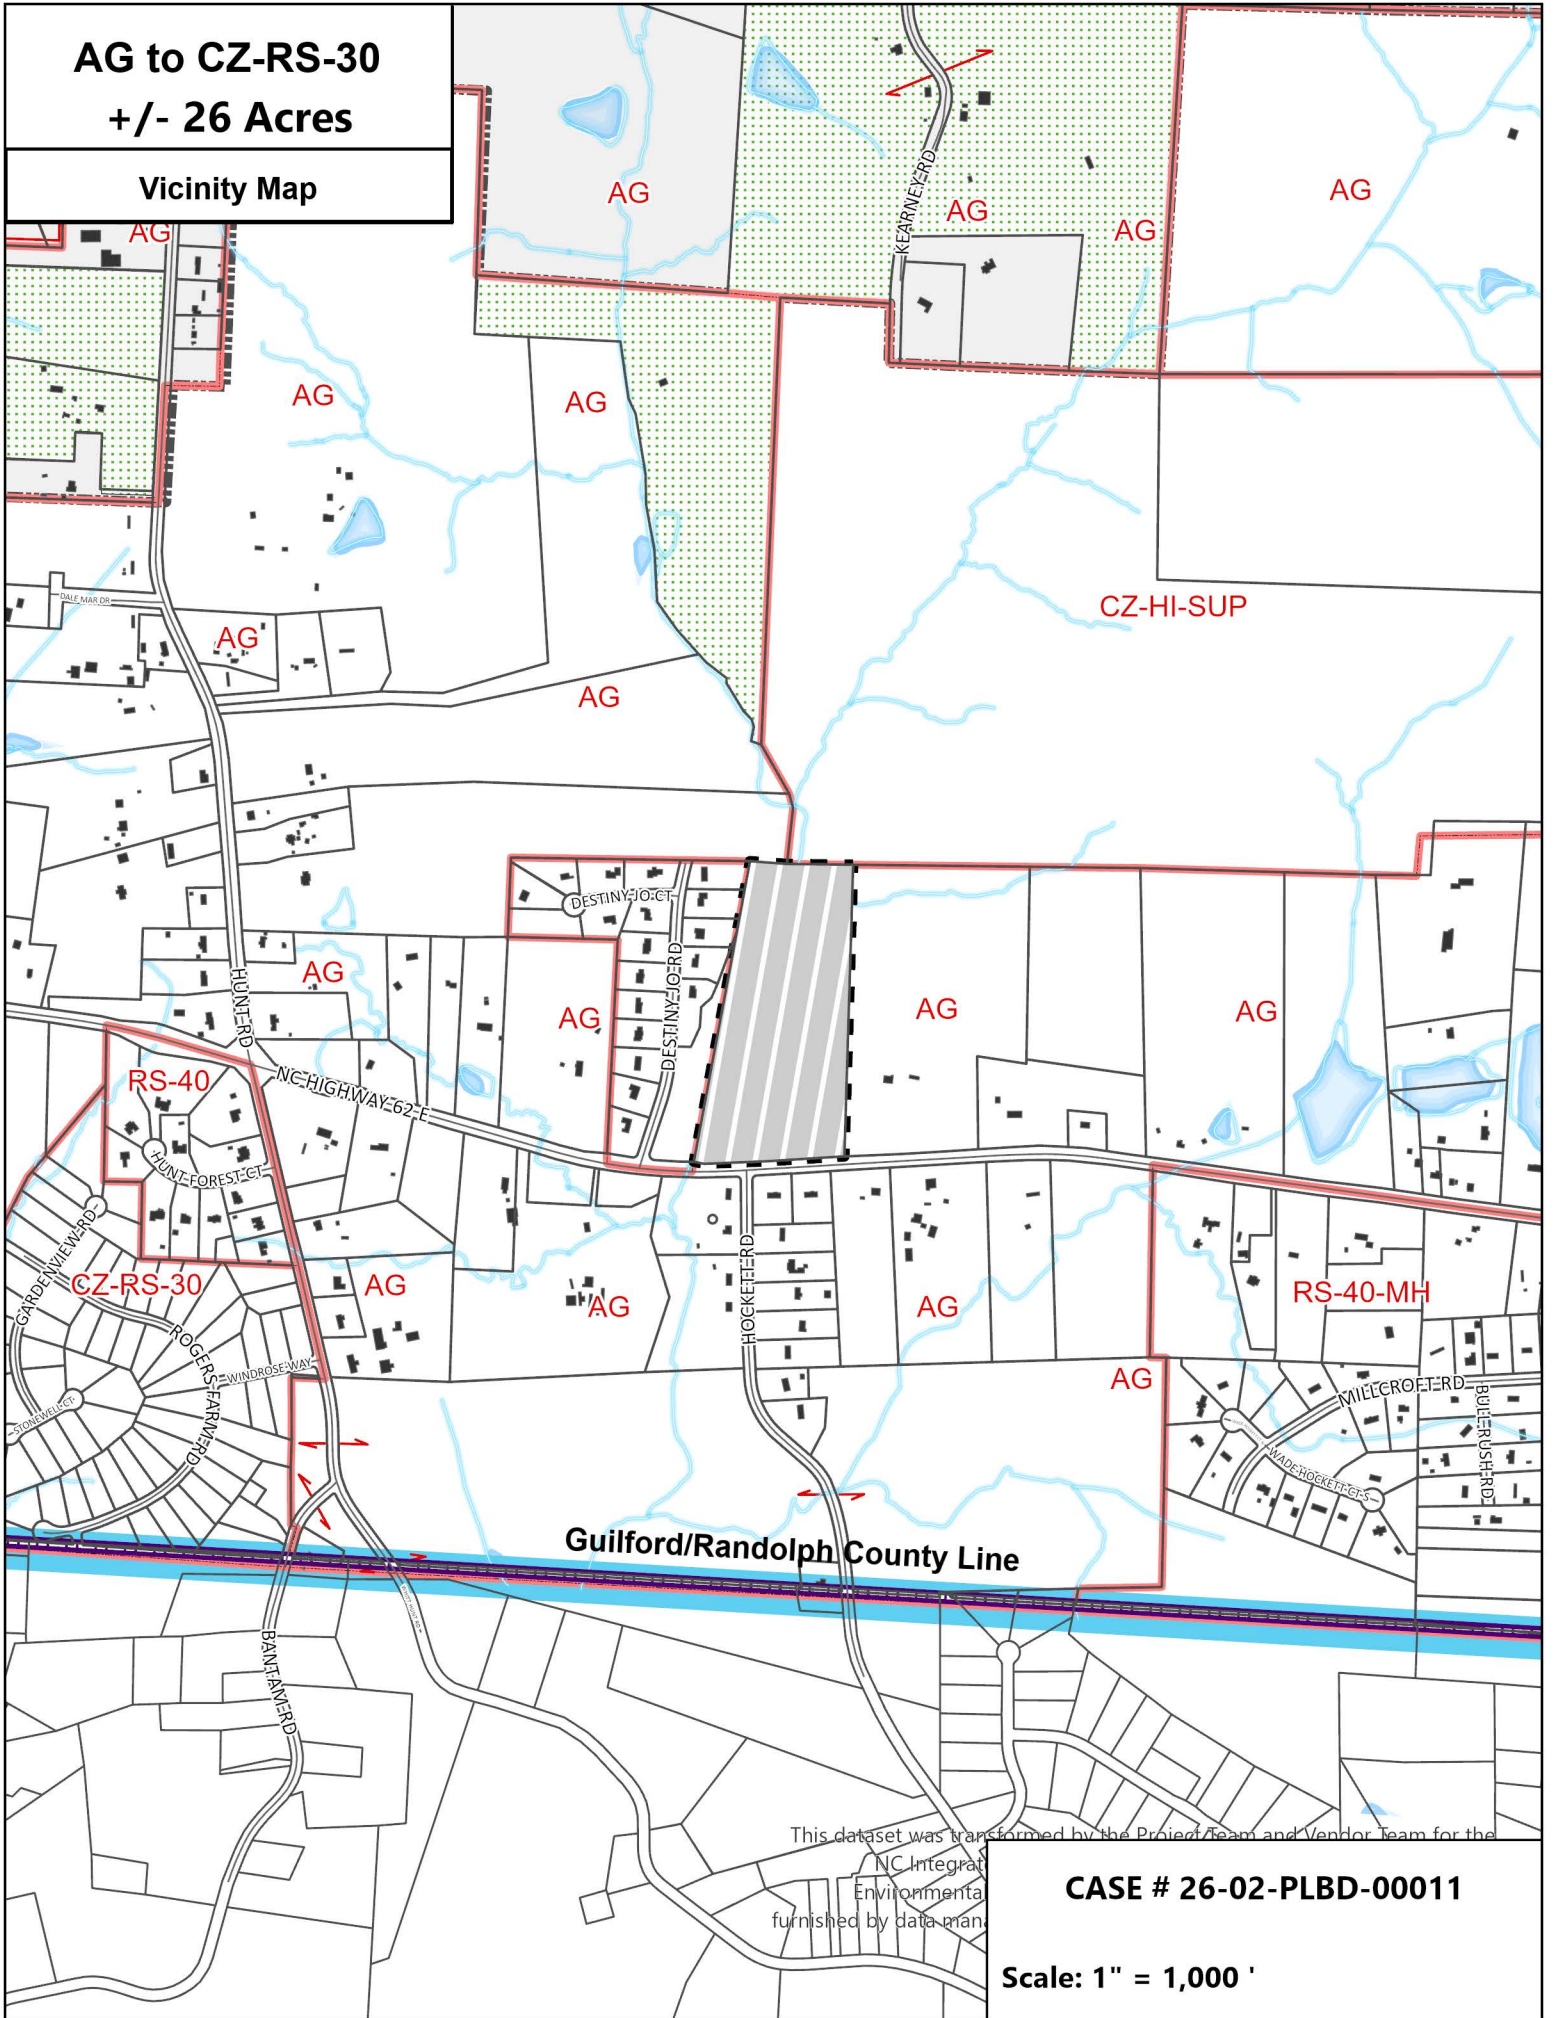 AG to CZ-RS-30
+/- 26 Acres
Vicinity Map
AG
AG
AG
AG
AG
KEARNEY RD
AG
AG
CZ-HI-SUP
DALE MAR DR
AG
AG
DESTINY JO CT
DESTINY JO RD
HUNT RD
AG
AG
AG
AG
RS-40
NC HIGHWAY 62 E
HUNT FOREST CT
GARDENVIEW RD
CZ-RS-30
AG
AG
HOCKETT RD
AG
RS-40-MH
ROGERS FARM RD
WINDROSE WAY
STONEWELL CT
AG
MILLCROFT RD
BULL RUSH RD
WADE HOCKETT CT S
Guilford/Randolph County Line
BANTAM RD
This dataset was transformed by the Project Team and Vendor Team for the
NC Integrat
Environmenta
furnished by data mana
CASE # 26-02-PLBD-00011
Scale: 1" = 1,000 '